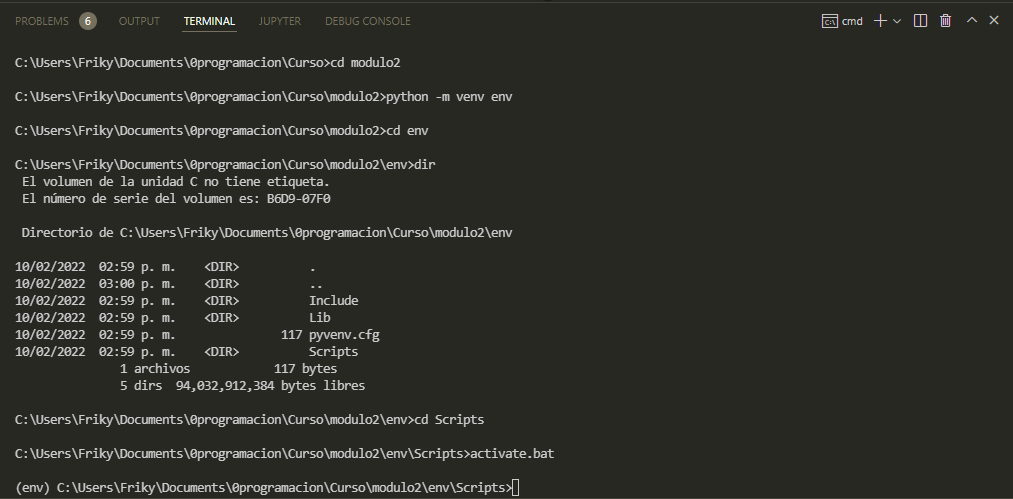 PROBLEMS 6 OUTPUT TERMINAL JUPYTER DEBUG CONSOLE cmd
C:\Users\Friky\Documents\0programacion\Curso>cd modulo2
C:\Users\Friky\Documents\0programacion\Curso\modulo2>python -m venv env
C:\Users\Friky\Documents\0programacion\Curso\modulo2>cd env
C:\Users\Friky\Documents\0programacion\Curso\modulo2\env>dir
El volumen de la unidad C no tiene etiqueta.
El número de serie del volumen es: B6D9-07F0
Directorio de C:\Users\Friky\Documents\0programacion\Curso\modulo2\env
10/02/2022  02:59 p. m.    <DIR>          .
10/02/2022  03:00 p. m.    <DIR>          ..
10/02/2022  02:59 p. m.    <DIR>          Include
10/02/2022  02:59 p. m.    <DIR>          Lib
10/02/2022  02:59 p. m.               117 pyvenv.cfg
10/02/2022  02:59 p. m.    <DIR>          Scripts
1 archivos            117 bytes
5 dirs  94,032,912,384 bytes libres
C:\Users\Friky\Documents\0programacion\Curso\modulo2\env>cd Scripts
C:\Users\Friky\Documents\0programacion\Curso\modulo2\env\Scripts>activate.bat
(env) C:\Users\Friky\Documents\0programacion\Curso\modulo2\env\Scripts>